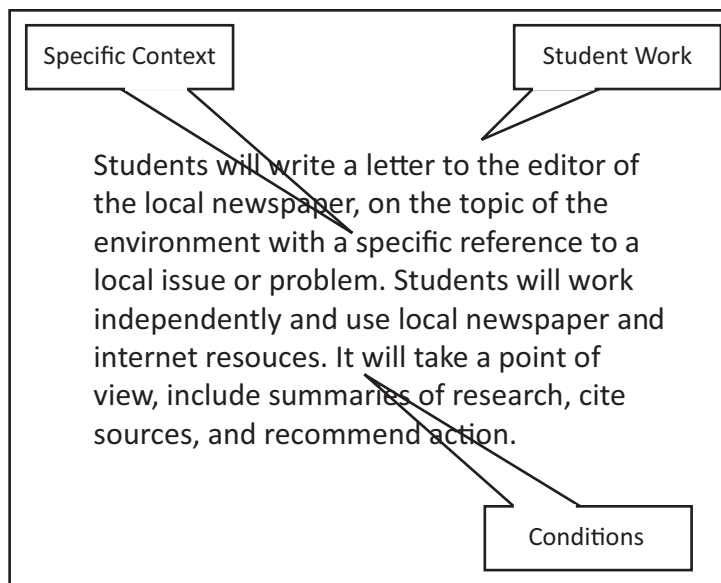 Specific Context
Student Work
Students will write a letter to the editor of
the local newspaper, on the topic of the
environment with a specific reference to a
local issue or problem. Students will work
independently and use local newspaper and
internet resouces. It will take a point of
view, include summaries of research, cite
sources, and recommend action.
Conditions